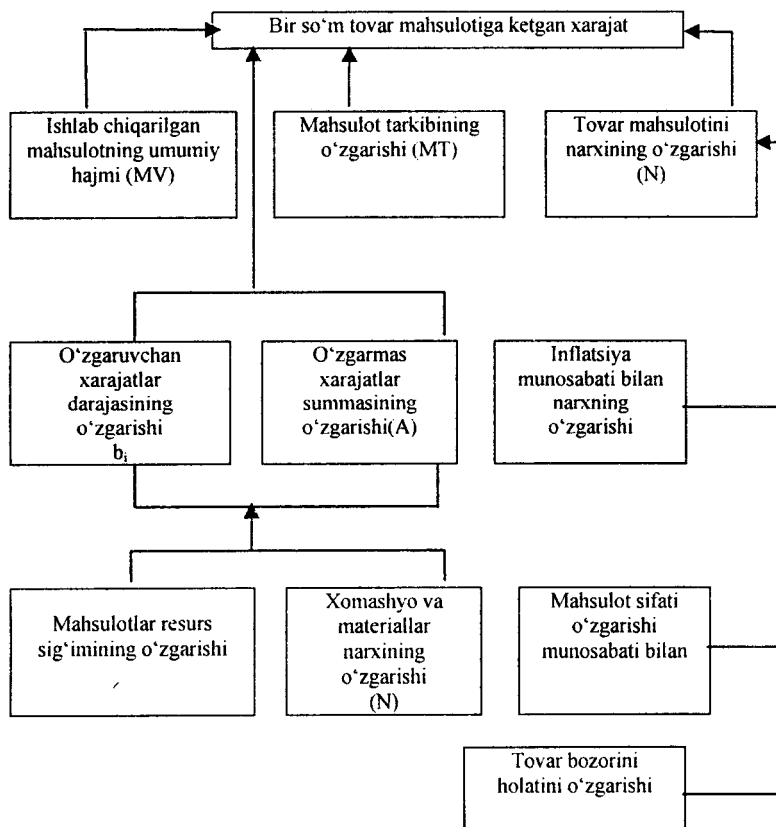 Bir so‘m tovar mahsulotiga ketgan xarajat
Ishlab chiqarilgan
mahsulotning umumiy
hajmi (MV)
Mahsulot tarkibining
o‘zgarishi (MT)
Tovar mahsulotini
narxining o‘zgarishi
(N)
O‘zgaruvchan
xarajatlar
darajasining
o‘zgarishi
bᵢ
O‘zgarmas
xarajatlar
summasining
o‘zgarishi(A)
Inflatsiya
munosabati bilan
narxning
o‘zgarishi
Mahsulotlar resurs
sig‘imining o‘zgarishi
Xomashyo va
materiallar
narxining
o‘zgarishi
(N)
Mahsulot sifati
o‘zgarishi
munosabati bilan
Tovar bozorini
holatini o‘zgarishi